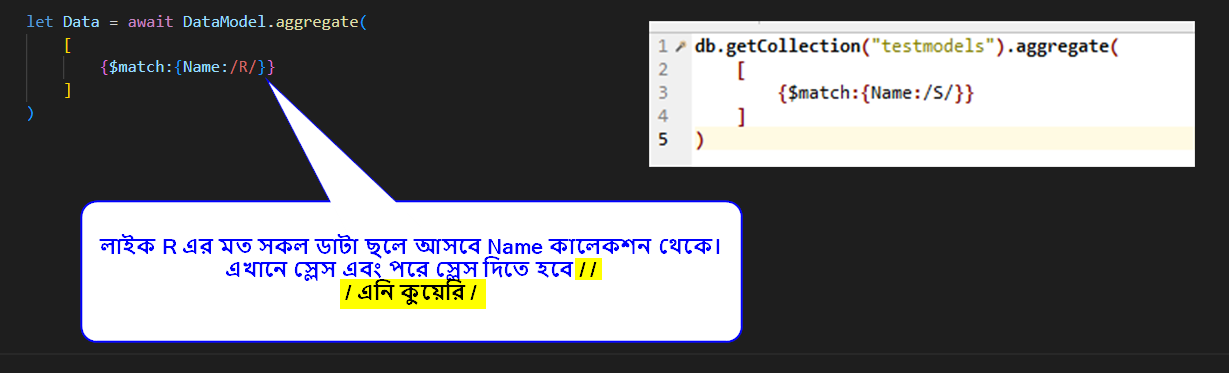 let Data = await DataModel.aggregate(
[
{$match:{Name:/R/}}
]
)
1 db.getCollection("testmodels").aggregate(
2 [
3 {$match:{Name:/S/}}
4 ]
5 )
লাইক R এর মত সকল ডাটা ছলে আসবে Name কালেকশন থেকে।
এখানে স্লেস এবং পরে স্লেস দিতে হবে / /
/ এনি কুয়েরি /